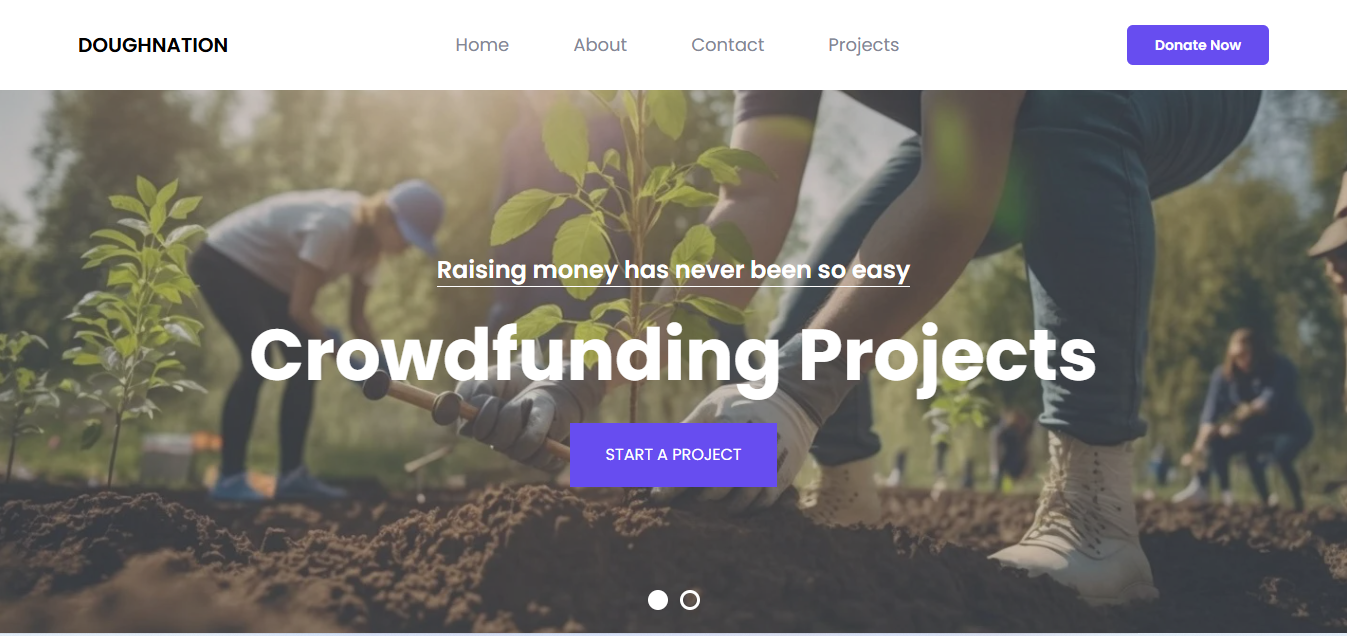 DOUGHNATION
Home
About
Contact
Projects
Donate Now
Raising money has never been so easy
Crowdfunding Projects
START A PROJECT